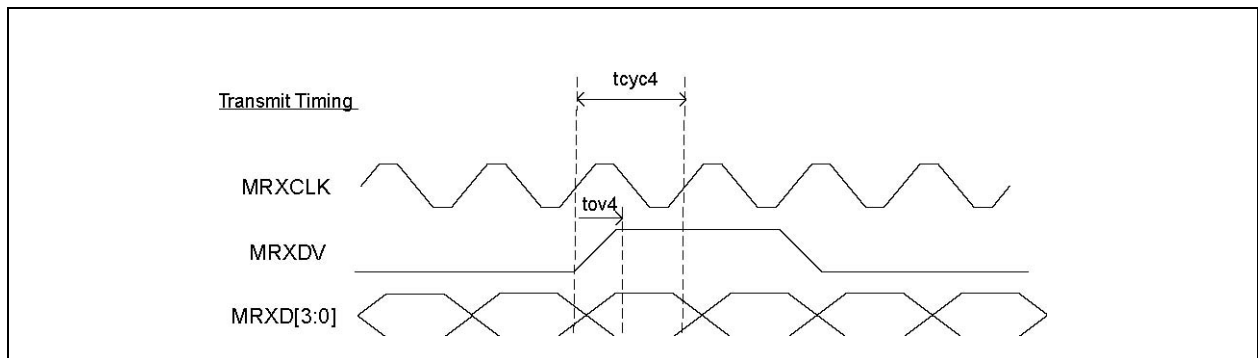 tcyc4
Transmit Timing
MRXCLK
tov4
MRXDV
MRXD[3:0]